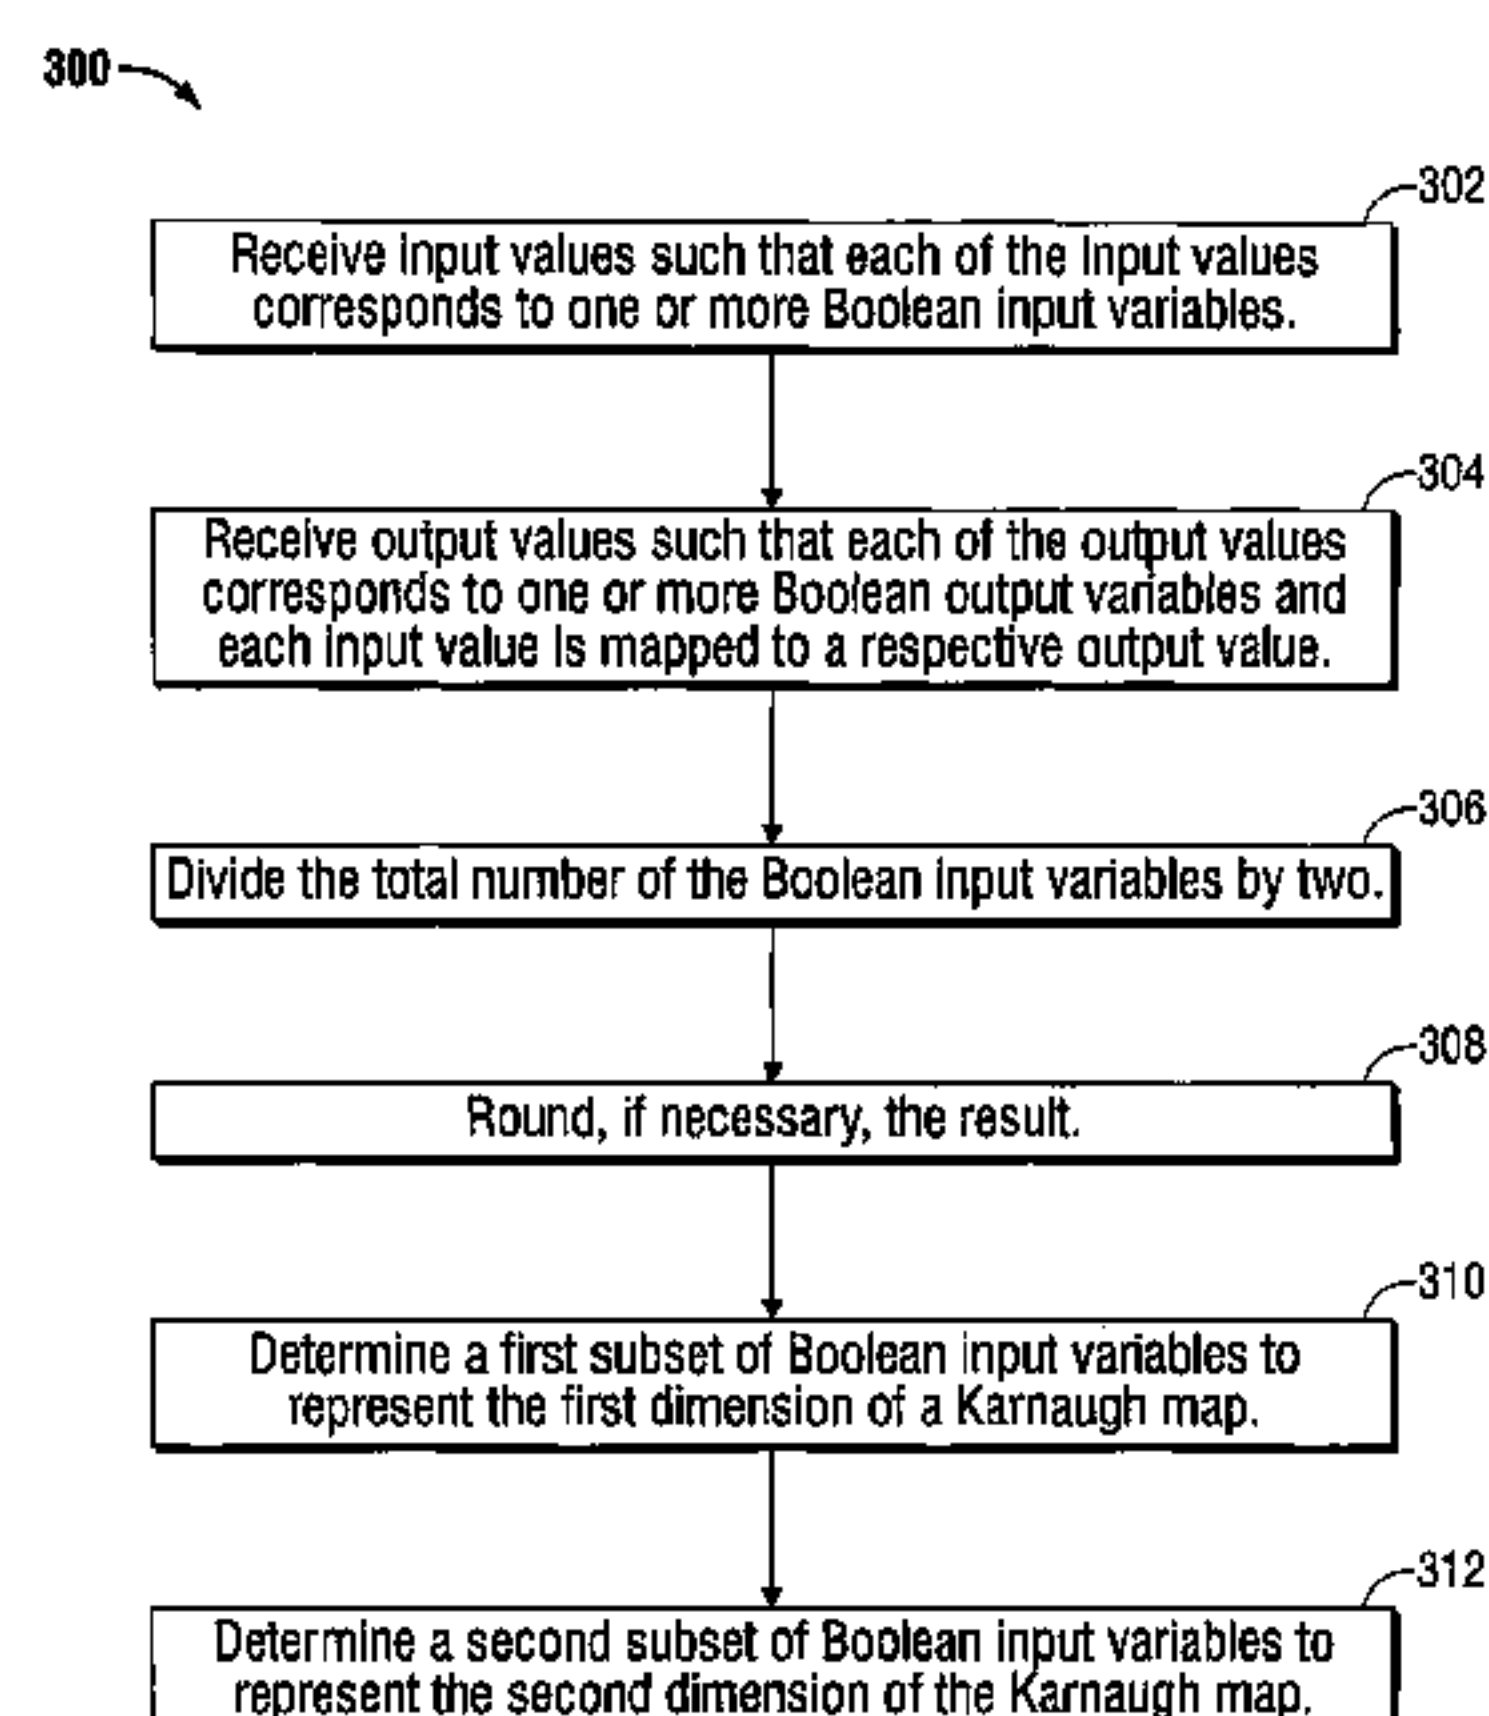 300
302
Receive input values such that each of the input values
corresponds to one or more Boolean input variables.
304
Receive output values such that each of the output values
corresponds to one or more Boolean output variables and
each input value is mapped to a respective output value.
306
Divide the total number of the Boolean input variables by two.
308
Round, if necessary, the result.
310
Determine a first subset of Boolean input variables to
represent the first dimension of a Karnaugh map.
312
Determine a second subset of Boolean input variables to
represent the second dimension of the Karnaugh map.